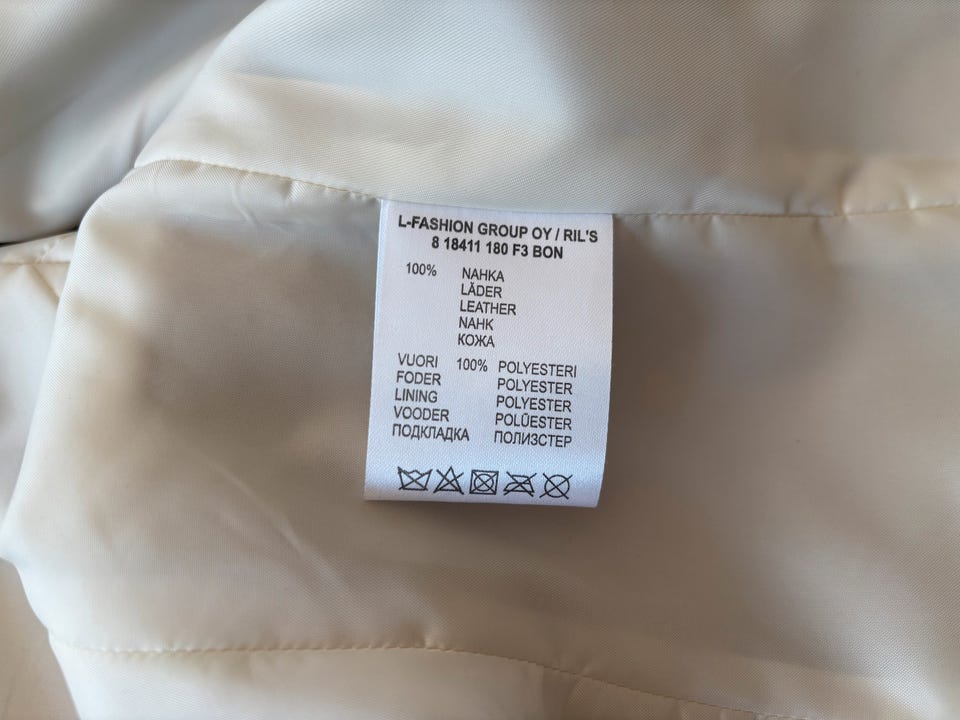 L-FASHION GROUP OY / RIL'S
8 18411 180 F3 BON
100% NAHKA
LÄDER
LEATHER
NAHK
КОЖА
VUORI 100% POLYESTERI
FODER POLYESTER
LINING POLYESTER
VOODER POLÜESTER
ПОДКЛАДКА ПОЛИЗСТЕР